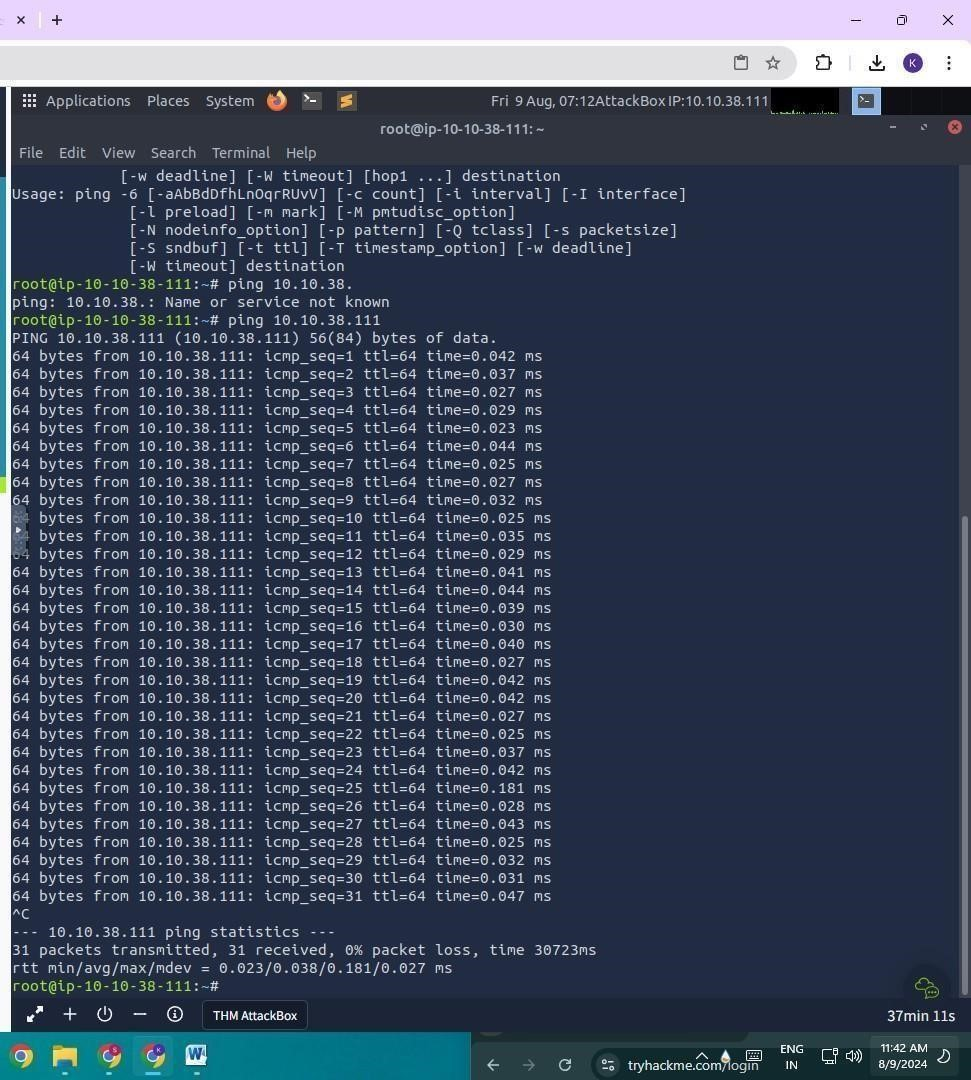 K
Applications Places System Fri 9 Aug, 07:12AttackBox IP:10.10.38.111
root@ip-10-10-38-111: ~
File Edit View Search Terminal Help
[-w deadline] [-W timeout] [hop1 ...] destination
Usage: ping -6 [-aAbBdDfhLnOqrRUvV] [-c count] [-i interval] [-I interface]
[-l preload] [-m mark] [-M pmtudisc_option]
[-N nodeinfo_option] [-p pattern] [-Q tclass] [-s packetsize]
[-S sndbuf] [-t ttl] [-T timestamp_option] [-w deadline]
[-W timeout] destination
root@ip-10-10-38-111:~# ping 10.10.38.
ping: 10.10.38.: Name or service not known
root@ip-10-10-38-111:~# ping 10.10.38.111
PING 10.10.38.111 (10.10.38.111) 56(84) bytes of data.
64 bytes from 10.10.38.111: icmp_seq=1 ttl=64 time=0.042 ms
64 bytes from 10.10.38.111: icmp_seq=2 ttl=64 time=0.037 ms
64 bytes from 10.10.38.111: icmp_seq=3 ttl=64 time=0.027 ms
64 bytes from 10.10.38.111: icmp_seq=4 ttl=64 time=0.029 ms
64 bytes from 10.10.38.111: icmp_seq=5 ttl=64 time=0.023 ms
64 bytes from 10.10.38.111: icmp_seq=6 ttl=64 time=0.044 ms
64 bytes from 10.10.38.111: icmp_seq=7 ttl=64 time=0.025 ms
64 bytes from 10.10.38.111: icmp_seq=8 ttl=64 time=0.027 ms
64 bytes from 10.10.38.111: icmp_seq=9 ttl=64 time=0.032 ms
64 bytes from 10.10.38.111: icmp_seq=10 ttl=64 time=0.025 ms
64 bytes from 10.10.38.111: icmp_seq=11 ttl=64 time=0.035 ms
64 bytes from 10.10.38.111: icmp_seq=12 ttl=64 time=0.029 ms
64 bytes from 10.10.38.111: icmp_seq=13 ttl=64 time=0.041 ms
64 bytes from 10.10.38.111: icmp_seq=14 ttl=64 time=0.044 ms
64 bytes from 10.10.38.111: icmp_seq=15 ttl=64 time=0.039 ms
64 bytes from 10.10.38.111: icmp_seq=16 ttl=64 time=0.030 ms
64 bytes from 10.10.38.111: icmp_seq=17 ttl=64 time=0.040 ms
64 bytes from 10.10.38.111: icmp_seq=18 ttl=64 time=0.027 ms
64 bytes from 10.10.38.111: icmp_seq=19 ttl=64 time=0.042 ms
64 bytes from 10.10.38.111: icmp_seq=20 ttl=64 time=0.042 ms
64 bytes from 10.10.38.111: icmp_seq=21 ttl=64 time=0.027 ms
64 bytes from 10.10.38.111: icmp_seq=22 ttl=64 time=0.025 ms
64 bytes from 10.10.38.111: icmp_seq=23 ttl=64 time=0.037 ms
64 bytes from 10.10.38.111: icmp_seq=24 ttl=64 time=0.042 ms
64 bytes from 10.10.38.111: icmp_seq=25 ttl=64 time=0.181 ms
64 bytes from 10.10.38.111: icmp_seq=26 ttl=64 time=0.028 ms
64 bytes from 10.10.38.111: icmp_seq=27 ttl=64 time=0.043 ms
64 bytes from 10.10.38.111: icmp_seq=28 ttl=64 time=0.025 ms
64 bytes from 10.10.38.111: icmp_seq=29 ttl=64 time=0.032 ms
64 bytes from 10.10.38.111: icmp_seq=30 ttl=64 time=0.031 ms
64 bytes from 10.10.38.111: icmp_seq=31 ttl=64 time=0.047 ms
^C
--- 10.10.38.111 ping statistics ---
31 packets transmitted, 31 received, 0% packet loss, time 30723ms
rtt min/avg/max/mdev = 0.023/0.038/0.181/0.027 ms
root@ip-10-10-38-111:~#
THM AttackBox 37min 11s
tryhackme.com/login
ENG
IN
11:42 AM
8/9/2024